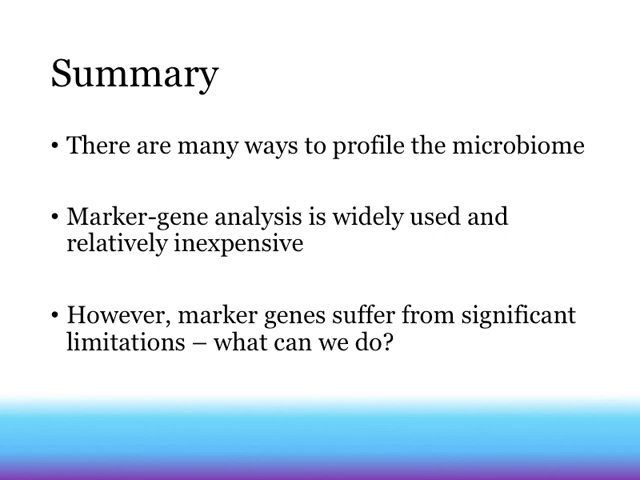 Summary
• There are many ways to profile the microbiome
• Marker-gene analysis is widely used and
relatively inexpensive
• However, marker genes suffer from significant
limitations – what can we do?